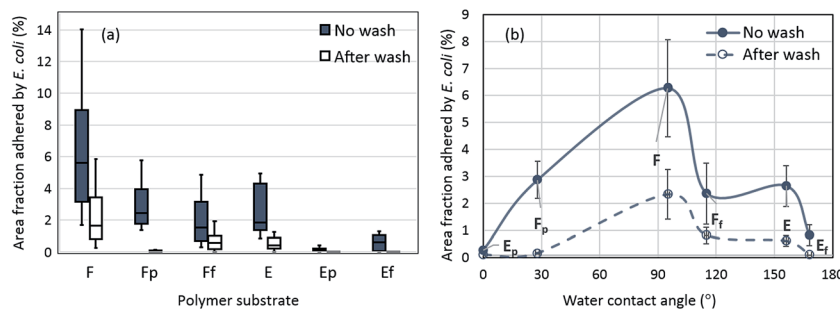 (a)
No wash
After wash
Area fraction adhered by E. coli (%)
14
12
10
8
6
4
2
0
F Fp Ff E Ep Ef
Polymer substrate
(b)
No wash
After wash
Area fraction adhered by E. coli (%)
9
8
7
6
5
4
3
2
1
0
F
Fp
Ff
E
Ep
Ef
0 30 60 90 120 150 180
Water contact angle (°)